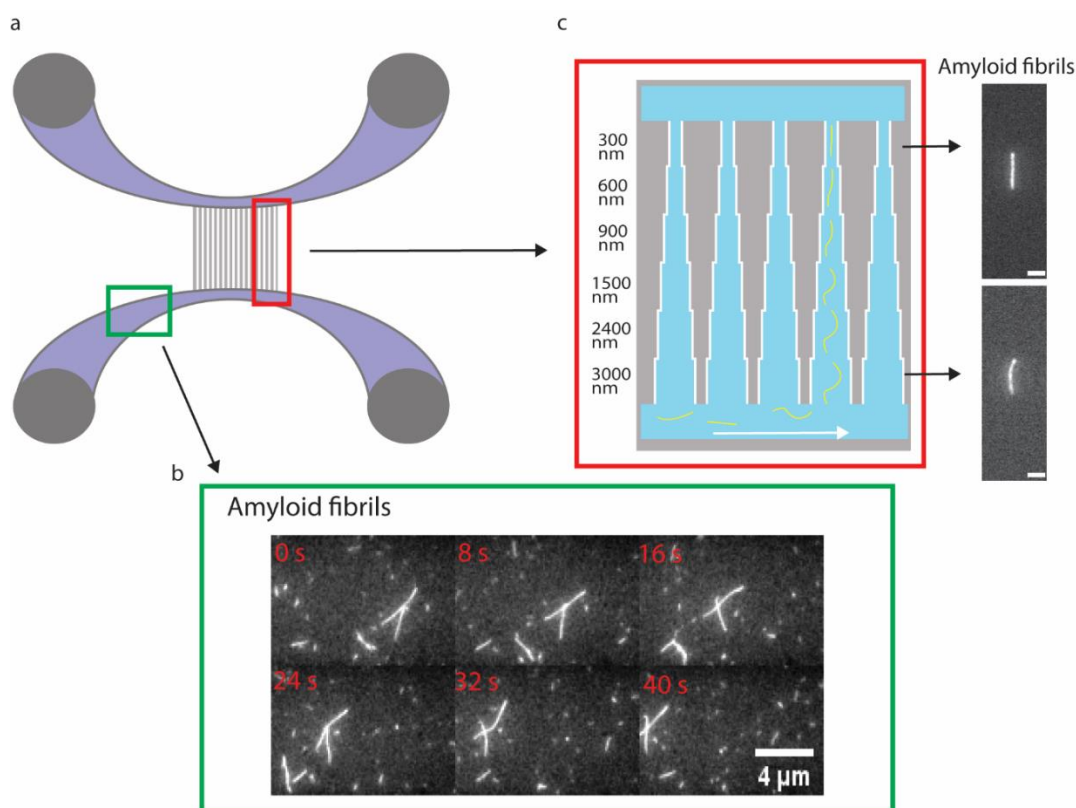 a
c
Amyloid fibrils
300
nm
600
nm
900
nm
1500
nm
2400
nm
3000
nm
b
Amyloid fibrils
0 s
8 s
16 s
24 s
32 s
40 s
4 μm